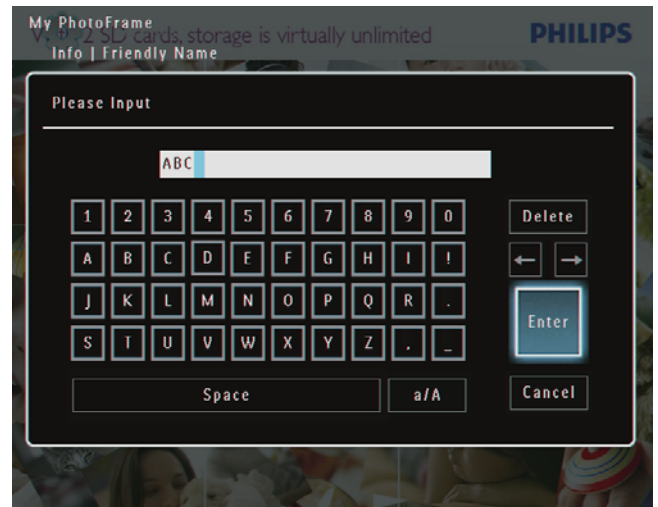 My PhotoFrame
2 SD cards, storage is virtually unlimited
PHILIPS
Info | Friendly Name
Please Input
ABC
1 2 3 4 5 6 7 8 9 0 Delete
A B C D E F G H I ! ← →
J K L M N O P Q R . Enter
S T U V W X Y Z , _
Space a/A Cancel